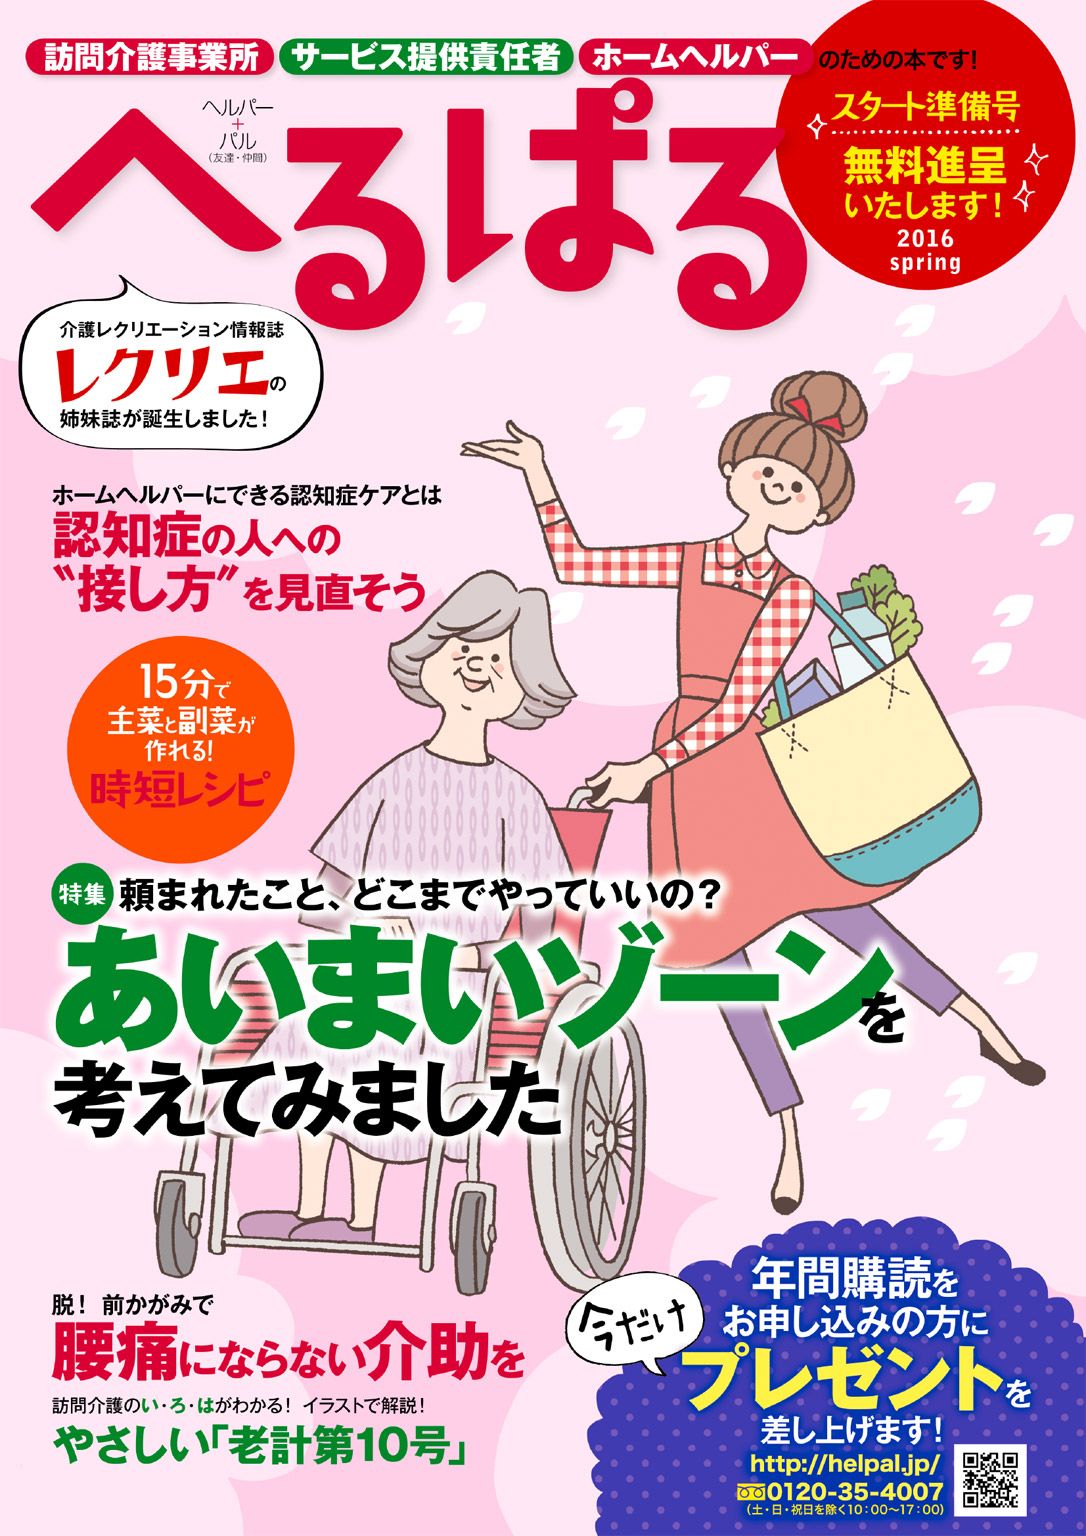 訪問介護事業所 サービス提供責任者 ホームヘルパー のための本です!
ヘルパー
+
パル
(友達・仲間)
へるぱる
スタート準備号
無料進呈
いたします!
2016
spring
介護レクリエーション情報誌
レクリエの
姉妹誌が誕生しました!
ホームヘルパーにできる認知症ケアとは
認知症の人への
〝接し方〟を見直そう
15分で
主菜と副菜が
作れる!
時短レシピ
特集 頼まれたこと、どこまでやっていいの?
あいまいゾーンを
考えてみました
脱! 前かがみで
腰痛にならない介助を
訪問介護のい・ろ・はがわかる! イラストで解説!
やさしい「老計第10号」
今だけ
年間購読を
お申し込みの方に
プレゼントを
差し上げます!
http://helpal.jp/
0120-35-4007
(土・日・祝日を除く10:00〜17:00)